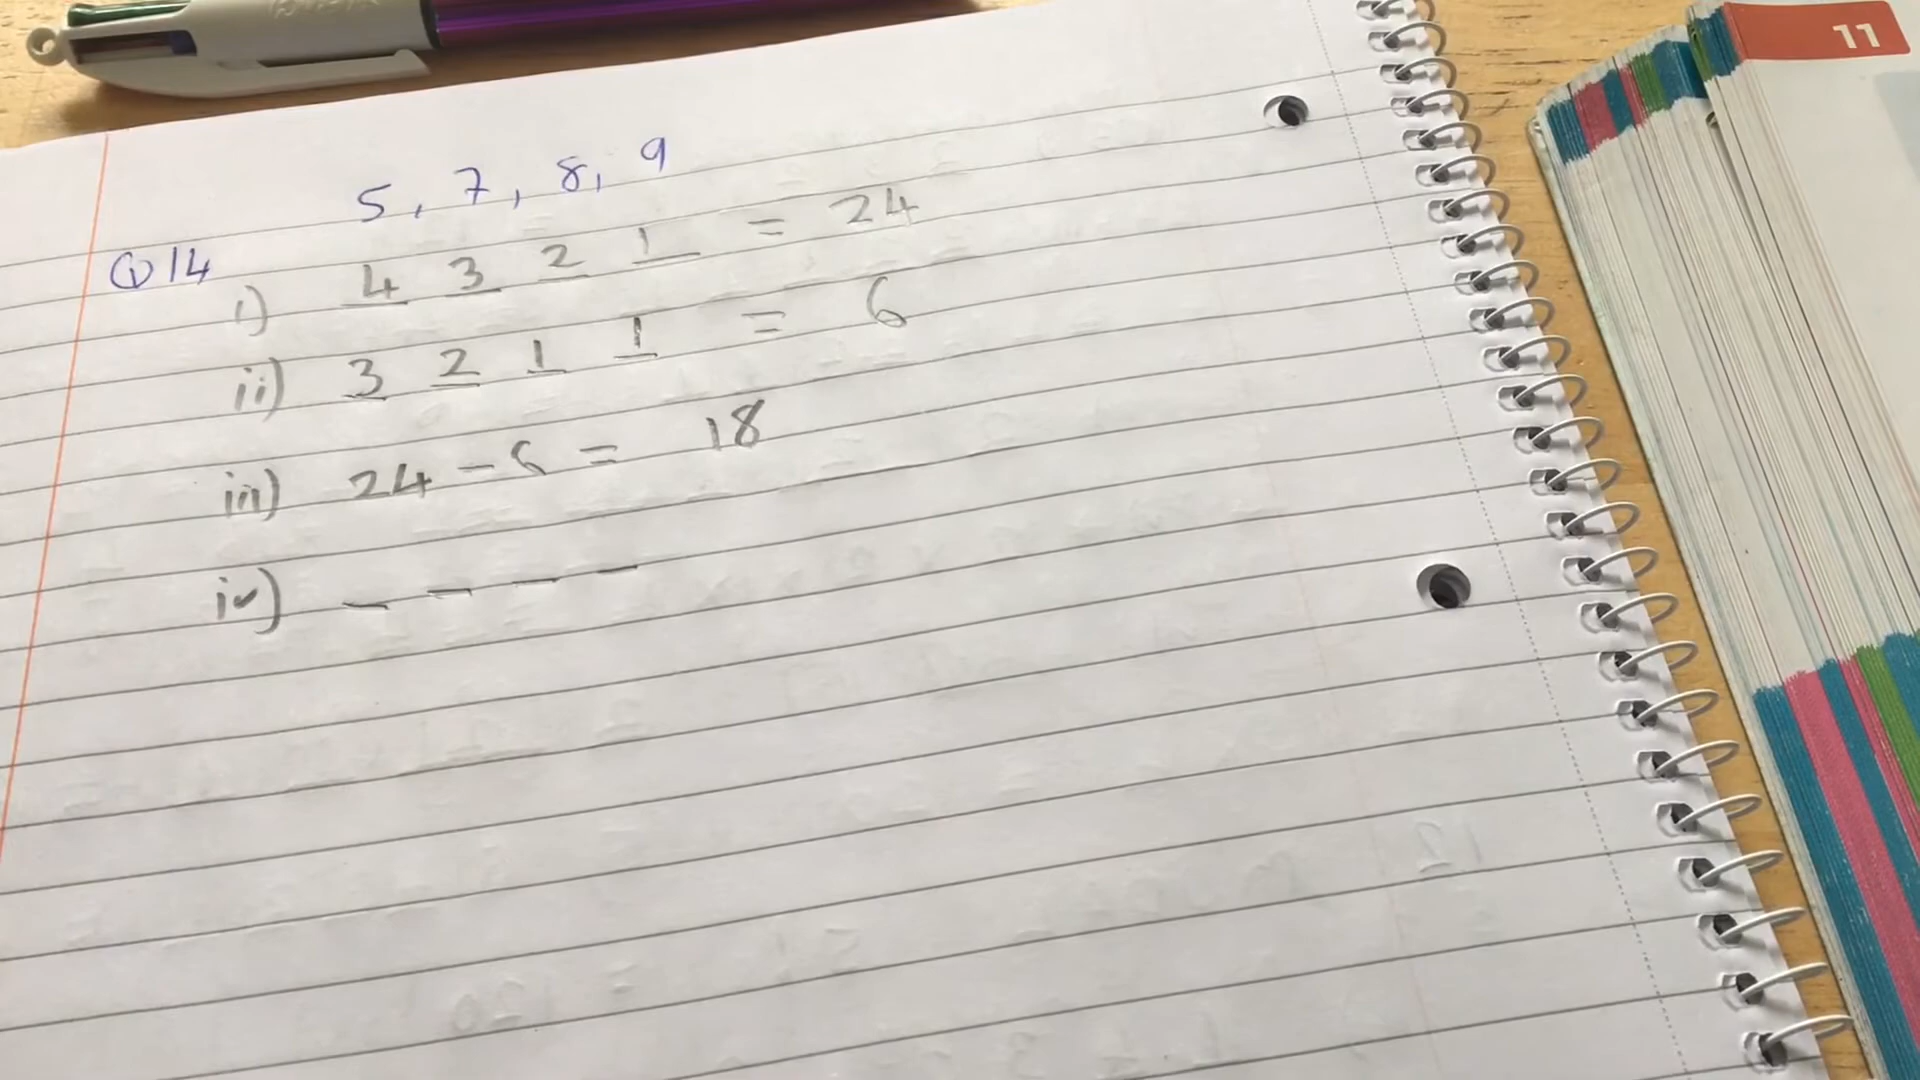 5, 7, 8, 9
Q14
i) 4 3 2 1 = 24
ii) 3 2 1 1 = 6
iii) 24 - 6 = 18
iv) _ _ _ _
11